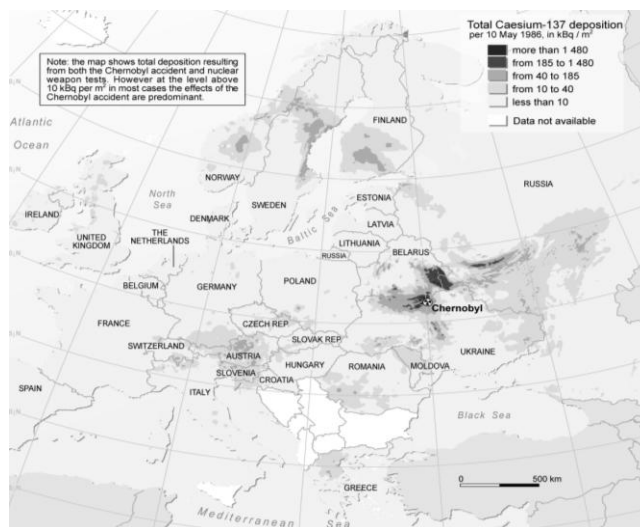 Total Caesium-137 deposition
per 10 May 1986, in kBq / m²
more than 1 480
from 185 to 1 480
from 40 to 185
from 10 to 40
less than 10
Data not available
Note: the map shows total deposition resulting
from both the Chernobyl accident and nuclear
weapon tests. However at the level above
10 kBq per m² in most cases the effects of the
Chernobyl accident are predominant.
Atlantic
Ocean
FINLAND
NORWAY
RUSSIA
SWEDEN
ESTONIA
North
Sea
IRELAND
UNITED
KINGDOM
DENMARK
Baltic Sea
LATVIA
THE
NETHERLANDS
LITHUANIA
RUSSIA
BELARUS
BELGIUM
GERMANY
POLAND
Chernobyl
FRANCE
CZECH REP.
SLOVAK REP.
UKRAINE
SWITZERLAND
AUSTRIA
HUNGARY
ROMANIA
MOLDOVA
SLOVENIA
CROATIA
SPAIN
ITALY
Black Sea
0 500 km
GREECE
Mediterranean Sea